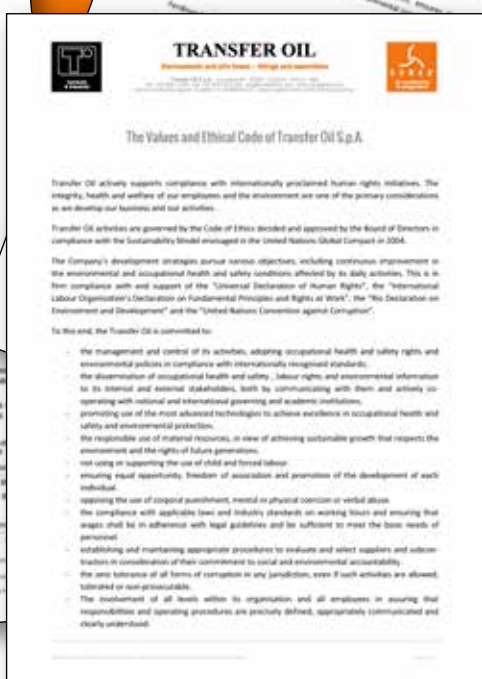 TRANSFER OIL
Thermoplastic and PTFE hoses - fittings and assemblies
The Values and Ethical Code of Transfer Oil S.p.A.
Transfer Oil actively supports compliance with internationally proclaimed human rights initiatives. The
integrity, health and welfare of our employees and the environment are one of the primary considerations
as we develop our business and our activities.
Transfer Oil activities are governed by the Code of Ethics decided and approved by the Board of Directors in
compliance with the Sustainability Model envisaged in the United Nations Global Compact in 2004.
The Company's development strategies pursue various objectives, including continuous improvement in
the environmental and occupational health and safety conditions affected by its daily activities. This is in
firm compliance with and support of the "Universal Declaration of Human Rights", the "International
Labour Organization's Declaration on Fundamental Principles and Rights at Work", the "Rio Declaration on
Environment and Development" and the "United Nations Convention against Corruption".
To this end, the Transfer Oil is committed to:
- the management and control of its activities, adopting occupational health and safety rights and
environmental policies in compliance with internationally recognised standards;
- the dissemination of occupational health and safety , labour rights and environmental information
to its internal and external stakeholders, both by communicating with them and actively co-
operating with national and international governing and academic institutions.
- promoting use of the most advanced technologies to achieve excellence in occupational health and
safety and environmental protection.
- the responsible use of material resources, in view of achieving sustainable growth that respects the
environment and the rights of future generations.
- not using or supporting the use of child and forced labour.
- ensuring equal opportunity, freedom of association and promotion of the development of each
individual.
- opposing the use of corporal punishment, mental or physical coercion or verbal abuse.
- the compliance with applicable laws and industry standards on working hours and ensuring that
wages shall be in adherence with legal guidelines and be sufficient to meet the basic needs of
personnel.
- establishing and maintaining appropriate procedures to evaluate and select suppliers and subcon-
tractors in consideration of their commitment to social and environmental accountability.
- the zero tolerance of all forms of corruption in any jurisdiction, even if such activities are allowed,
tolerated or non-prosecutable.
- The involvement of all levels within its organisation and all employees in assuring that
responsibilities and operating procedures are precisely defined, appropriately communicated and
clearly understood.